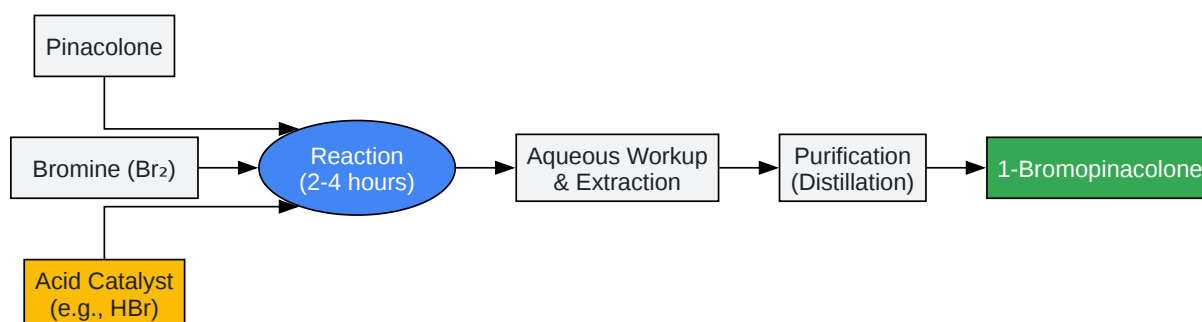 Pinacolone
Bromine (Br₂)
Acid Catalyst
(e.g., HBr)
Reaction
(2-4 hours)
Aqueous Workup
& Extraction
Purification
(Distillation)
1-Bromopinacolone